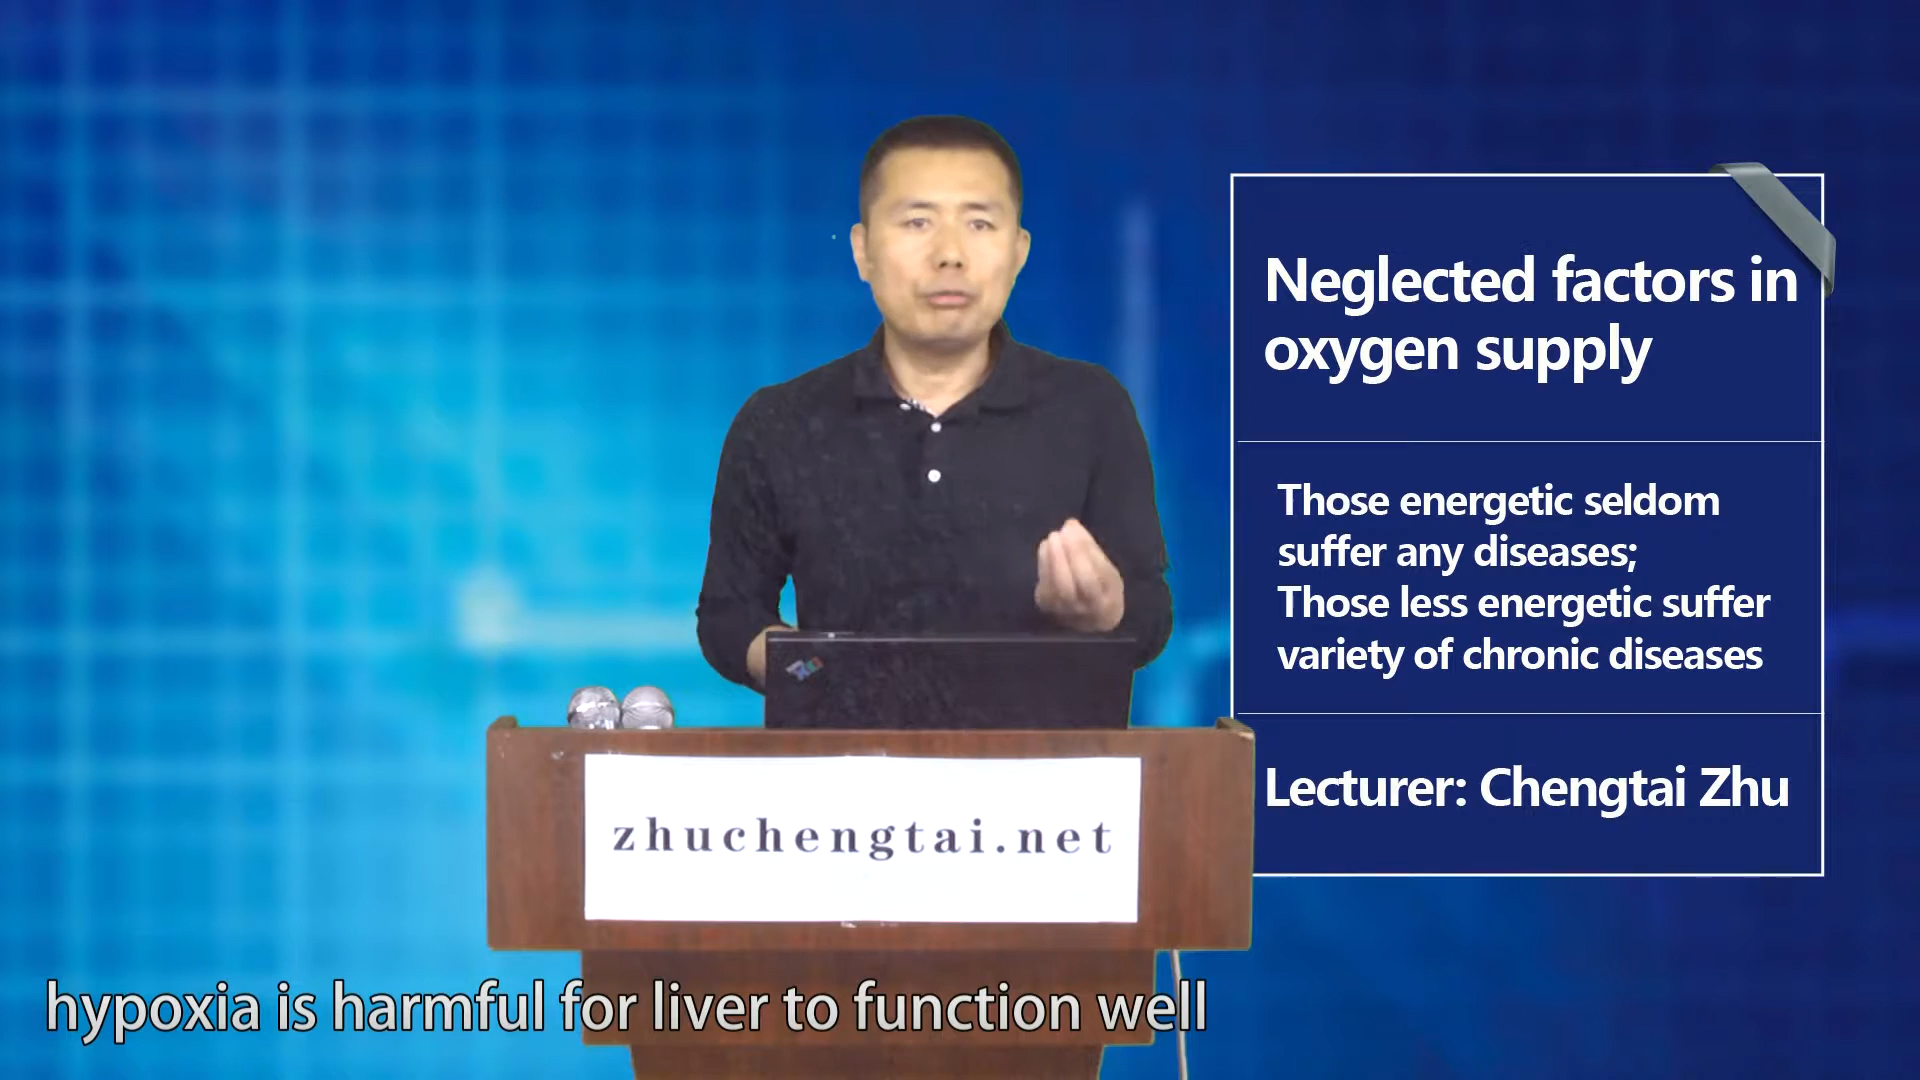 Neglected factors in
oxygen supply
Those energetic seldom
suffer any diseases;
Those less energetic suffer
variety of chronic diseases
Lecturer: Chengtai Zhu
zhuchengtai.net
hypoxia is harmful for liver to function well